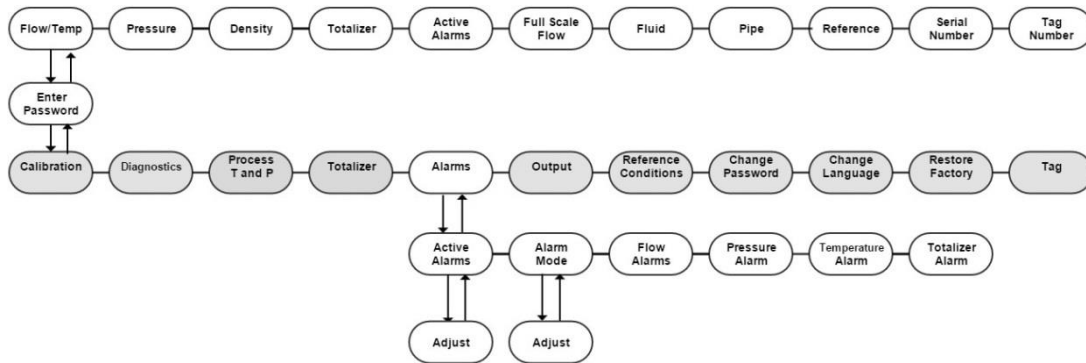 Flow/Temp
Pressure
Density
Totalizer
Active
Alarms
Full Scale
Flow
Fluid
Pipe
Reference
Serial
Number
Tag
Number
Enter
Password
Calibration
Diagnostics
Process
T and P
Totalizer
Alarms
Output
Reference
Conditions
Change
Password
Change
Language
Restore
Factory
Tag
Active
Alarms
Alarm
Mode
Flow
Alarms
Pressure
Alarm
Temperature
Alarm
Totalizer
Alarm
Adjust
Adjust